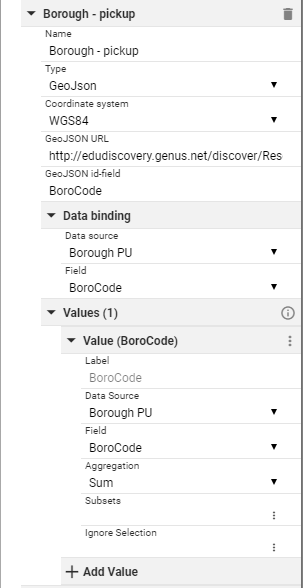 Borough - pickup
Name
Borough - pickup
Type
GeoJson
Coordinate system
WGS84
GeoJSON URL
http://edudiscovery.genus.net/discover/Res
GeoJSON id-field
BoroCode
Data binding
Data source
Borough PU
Field
BoroCode
Values (1)
Value (BoroCode)
Label
BoroCode
Data Source
Borough PU
Field
BoroCode
Aggregation
Sum
Subsets
Ignore Selection
+ Add Value